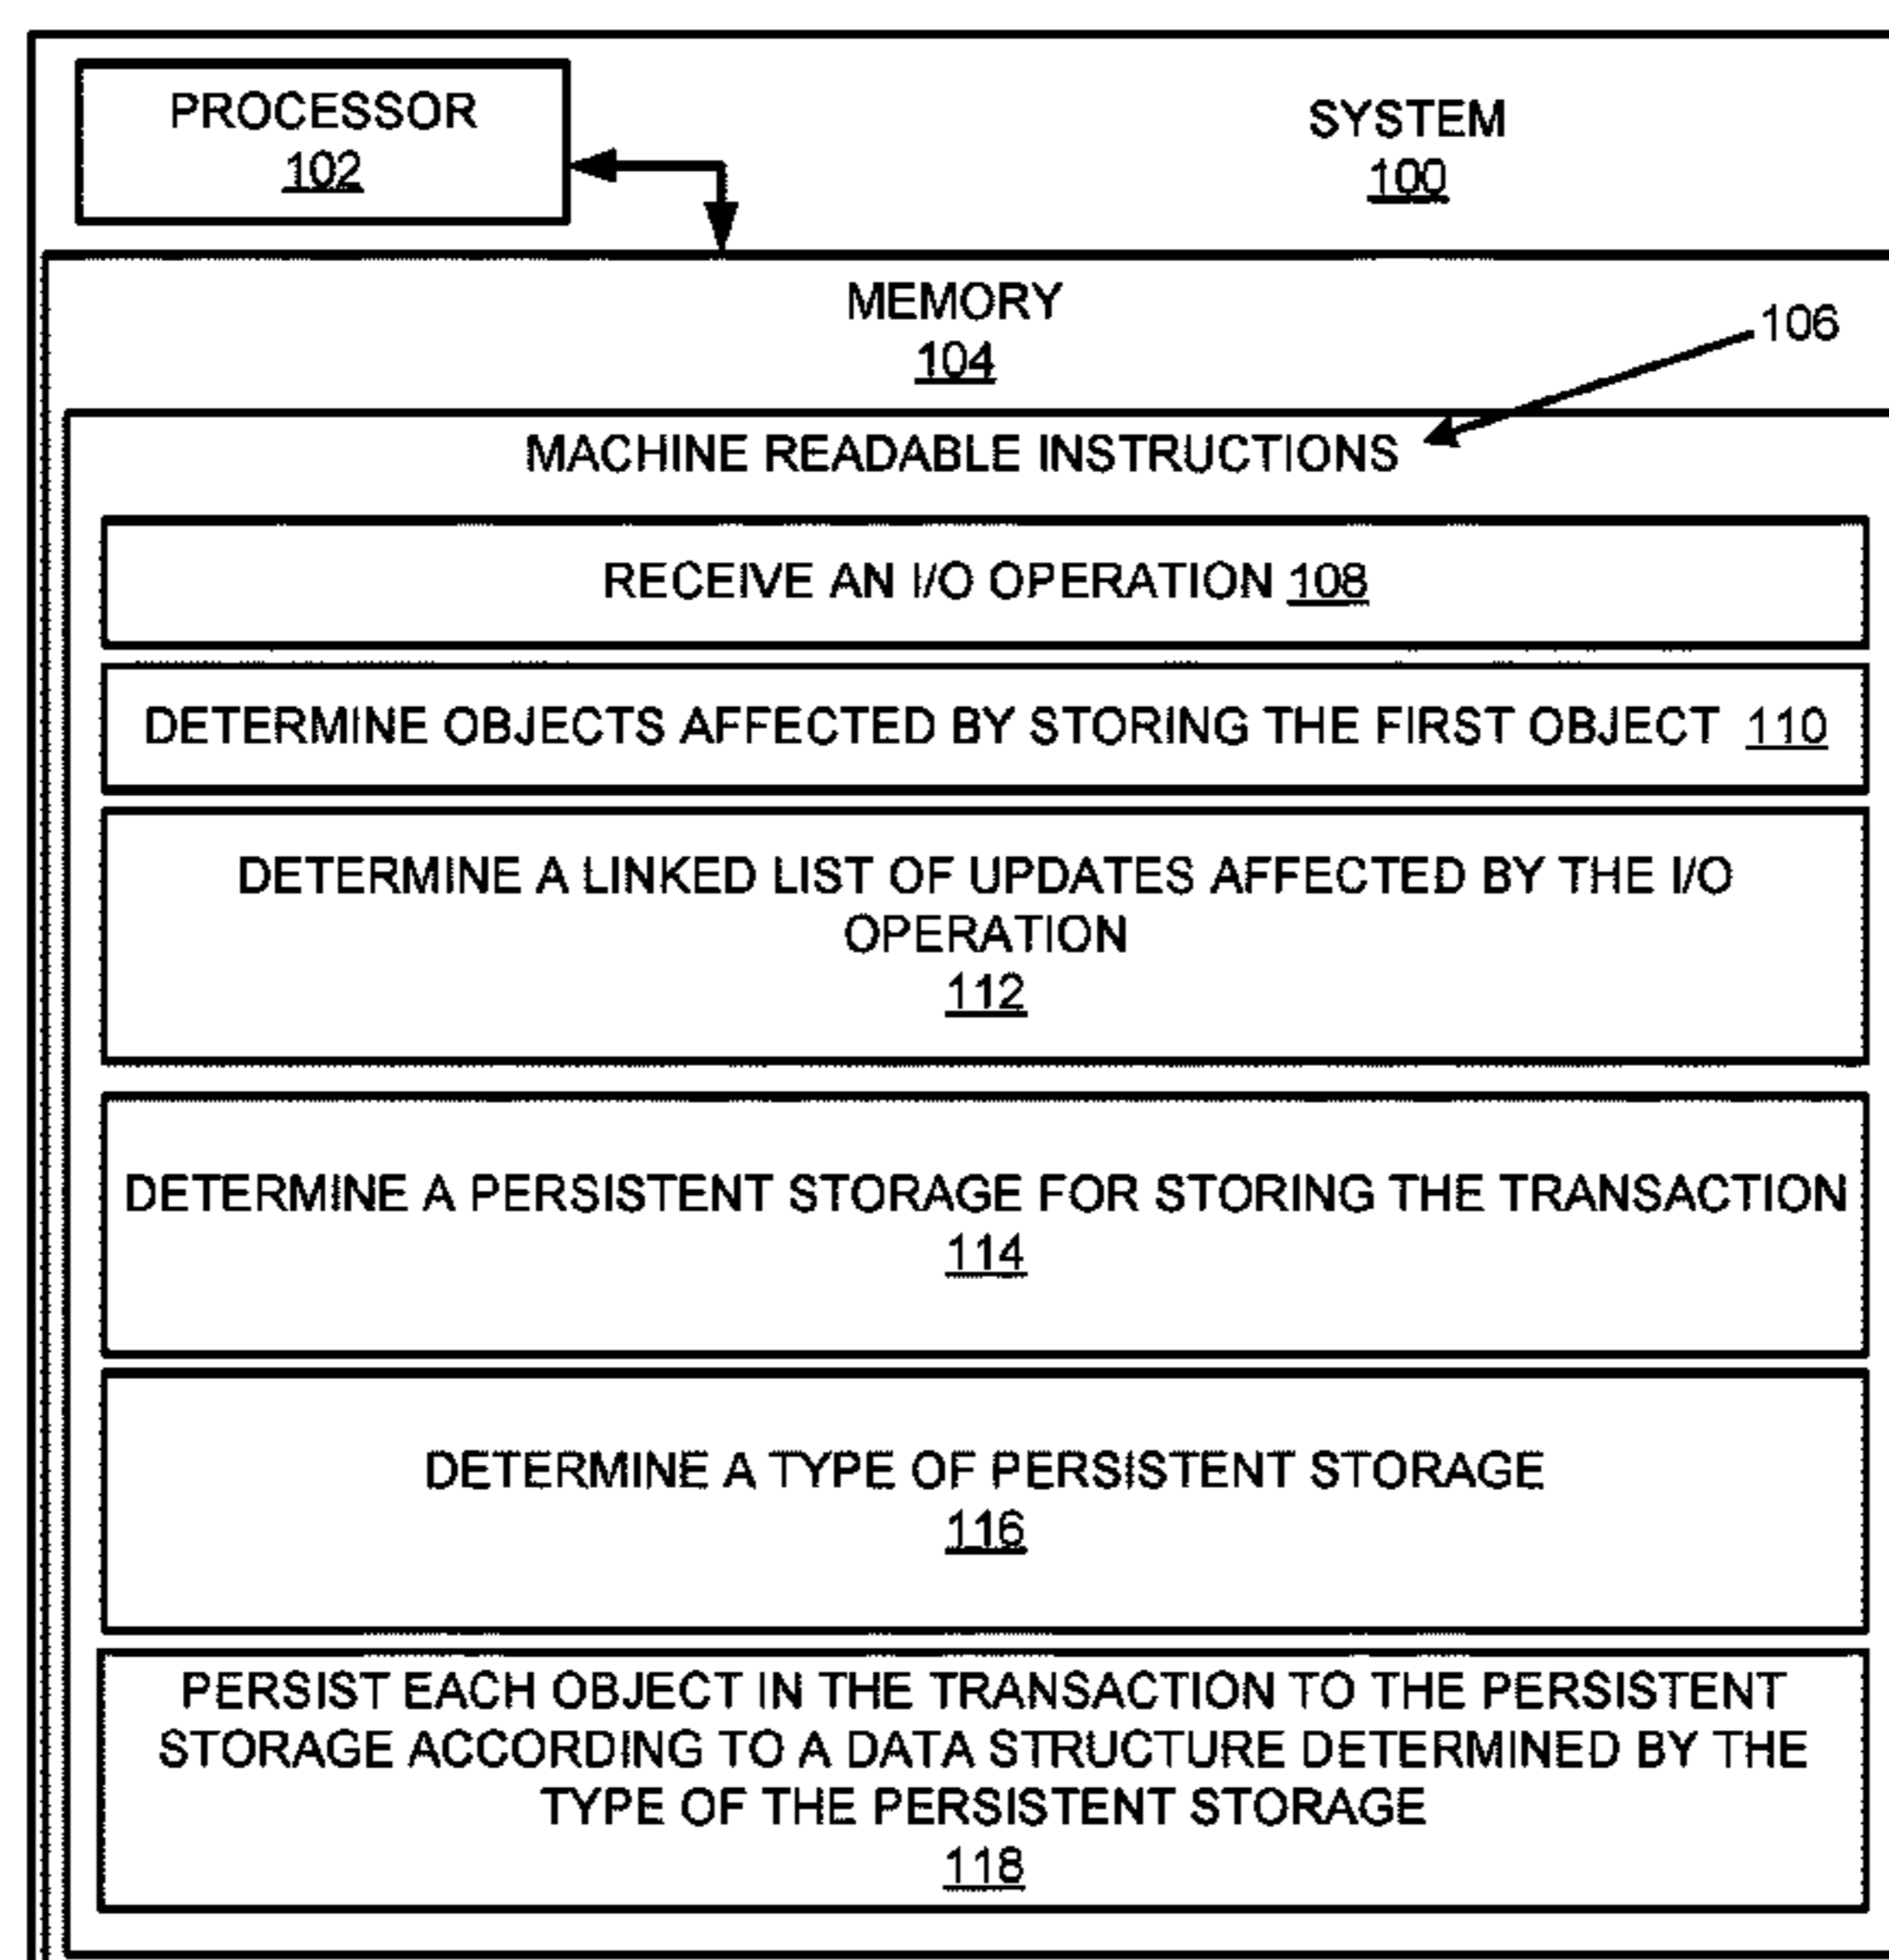 PROCESSOR
102
SYSTEM
100
MEMORY
104
106
MACHINE READABLE INSTRUCTIONS
RECEIVE AN I/O OPERATION 108
DETERMINE OBJECTS AFFECTED BY STORING THE FIRST OBJECT 110
DETERMINE A LINKED LIST OF UPDATES AFFECTED BY THE I/O
OPERATION
112
DETERMINE A PERSISTENT STORAGE FOR STORING THE TRANSACTION
114
DETERMINE A TYPE OF PERSISTENT STORAGE
116
PERSIST EACH OBJECT IN THE TRANSACTION TO THE PERSISTENT
STORAGE ACCORDING TO A DATA STRUCTURE DETERMINED BY THE
TYPE OF THE PERSISTENT STORAGE
118